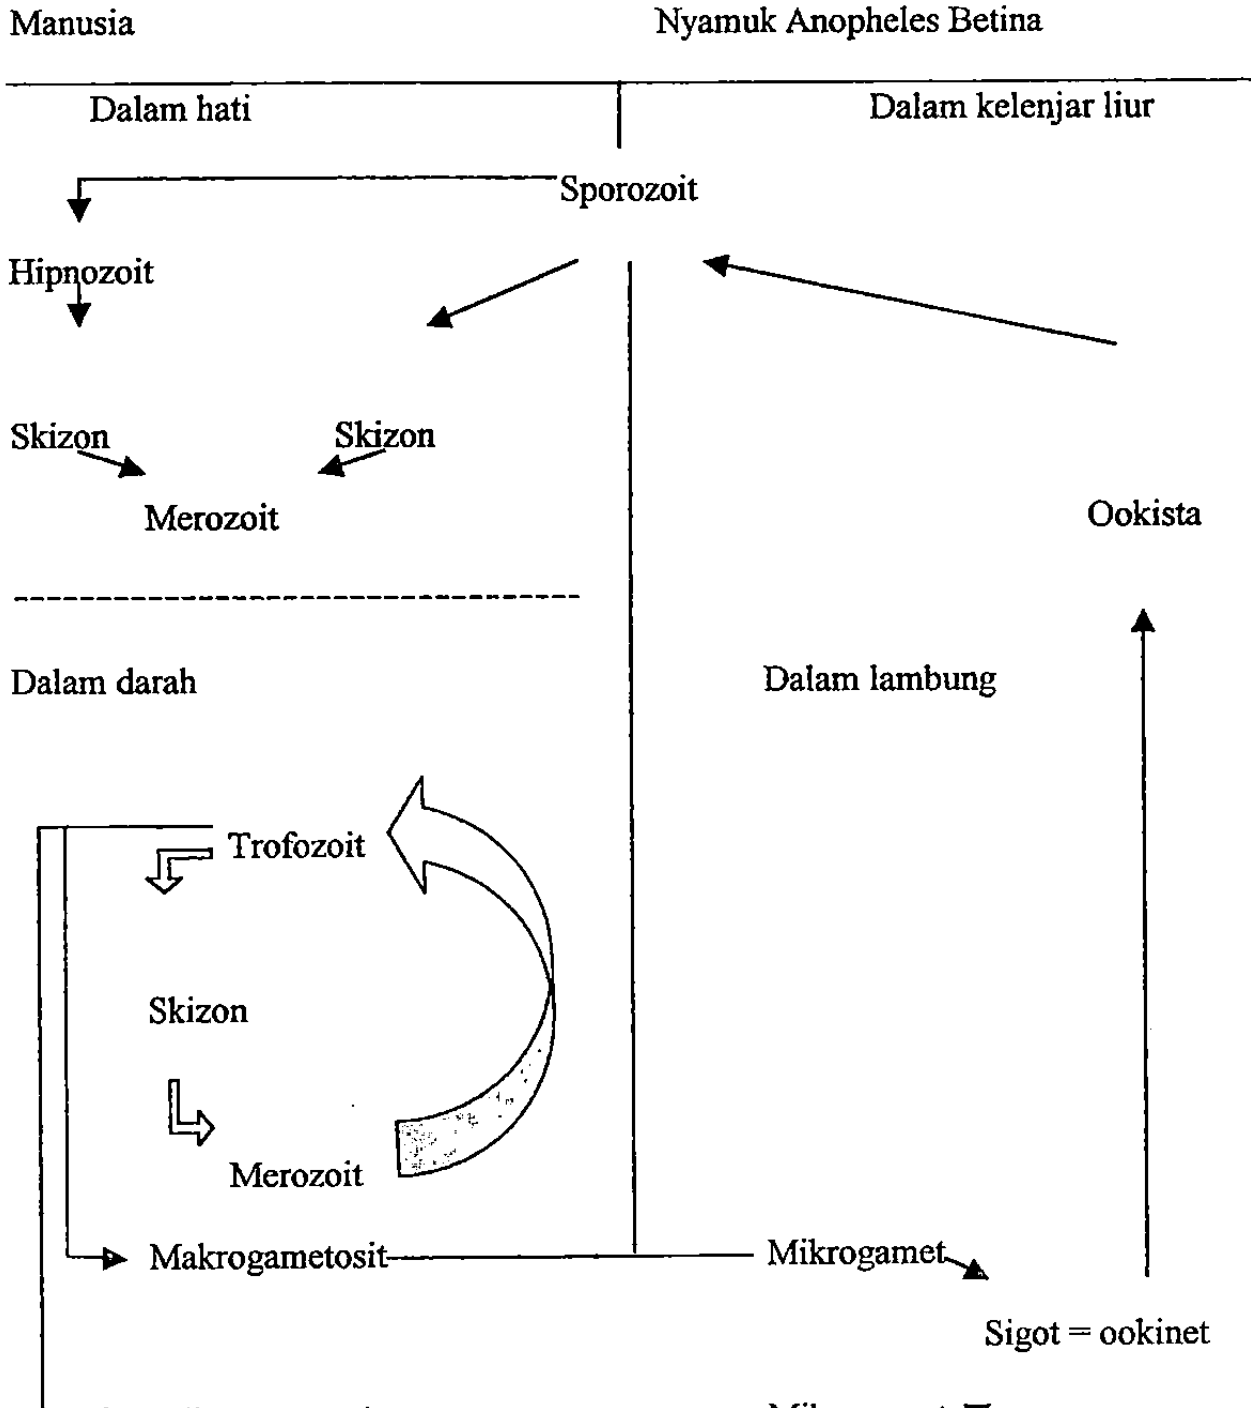 Manusia Nyamuk Anopheles Betina
Dalam hati Dalam kelenjar liur
Sporozoit
Hipnozoit
Skizon Skizon
Merozoit Ookista
Dalam darah Dalam lambung
Trofozoit
Skizon
Merozoit
Makrogametosit Mikrogamet
Sigot = ookinet